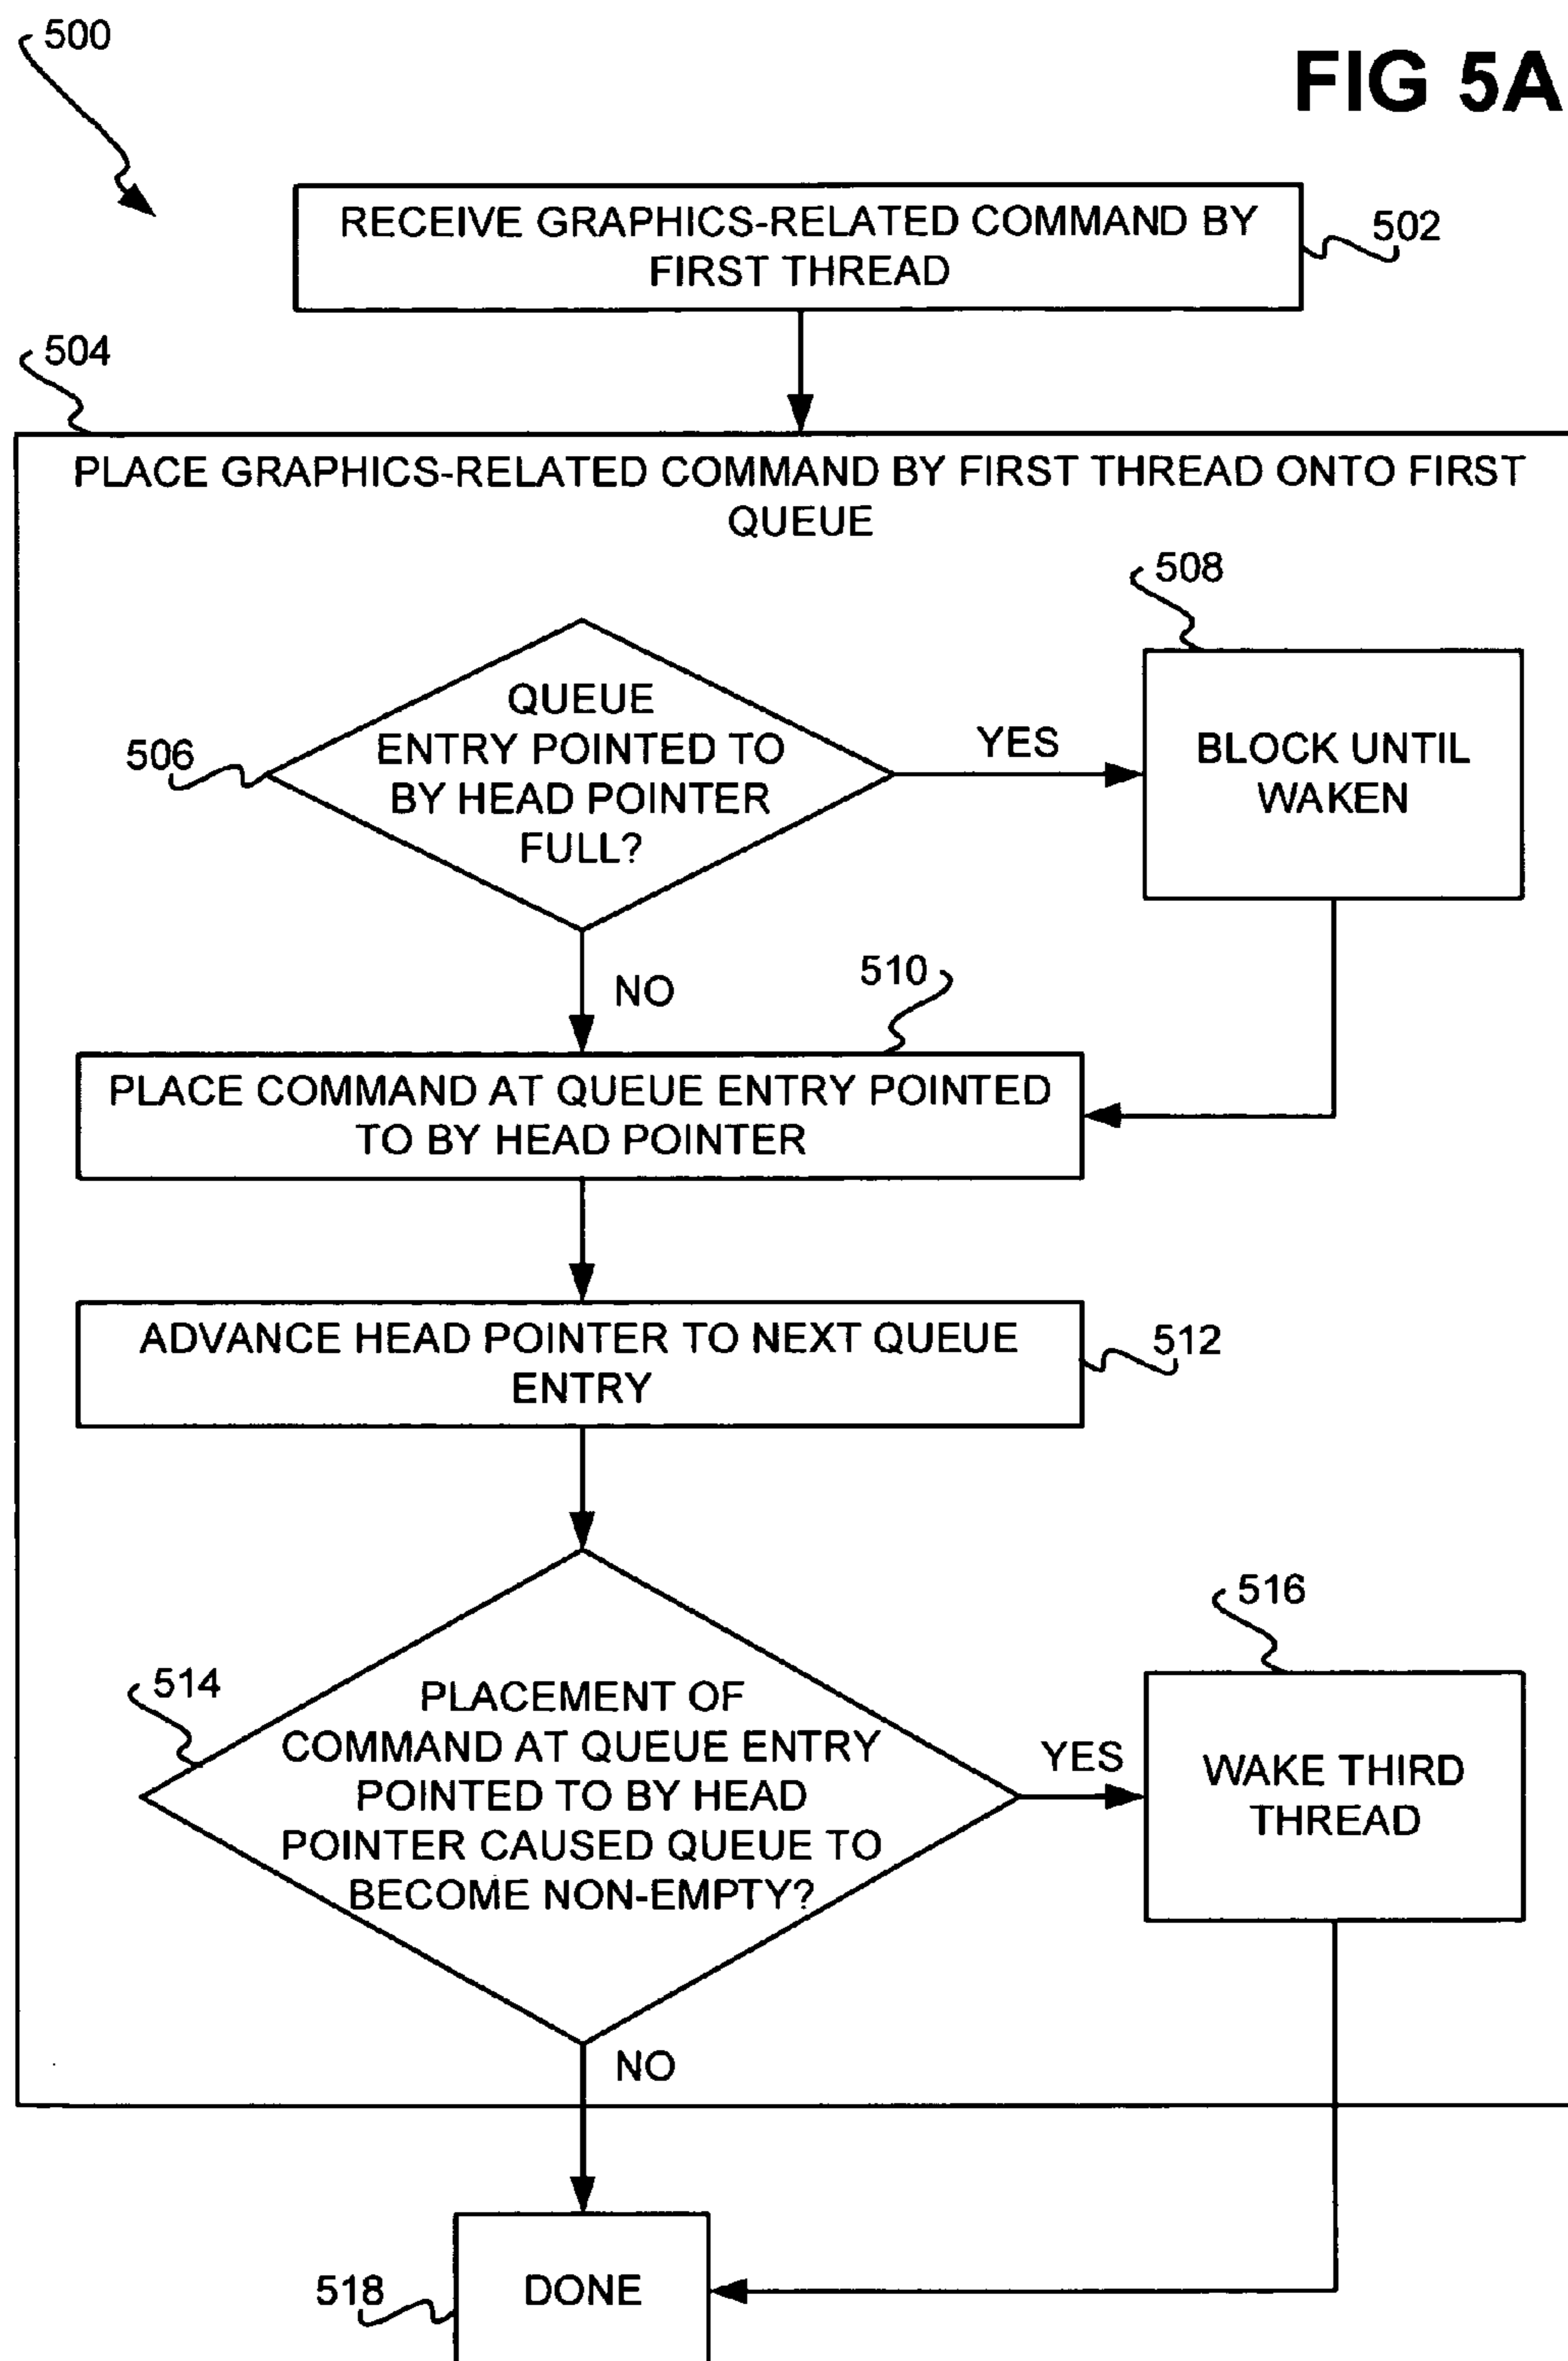 500
FIG 5A
RECEIVE GRAPHICS-RELATED COMMAND BY
FIRST THREAD
502
504
PLACE GRAPHICS-RELATED COMMAND BY FIRST THREAD ONTO FIRST
QUEUE
508
QUEUE
ENTRY POINTED TO
BY HEAD POINTER
FULL?
506
YES
BLOCK UNTIL
WAKEN
NO
510
PLACE COMMAND AT QUEUE ENTRY POINTED
TO BY HEAD POINTER
ADVANCE HEAD POINTER TO NEXT QUEUE
ENTRY
512
514
PLACEMENT OF
COMMAND AT QUEUE ENTRY
POINTED TO BY HEAD
POINTER CAUSED QUEUE TO
BECOME NON-EMPTY?
YES
516
WAKE THIRD
THREAD
NO
518
DONE